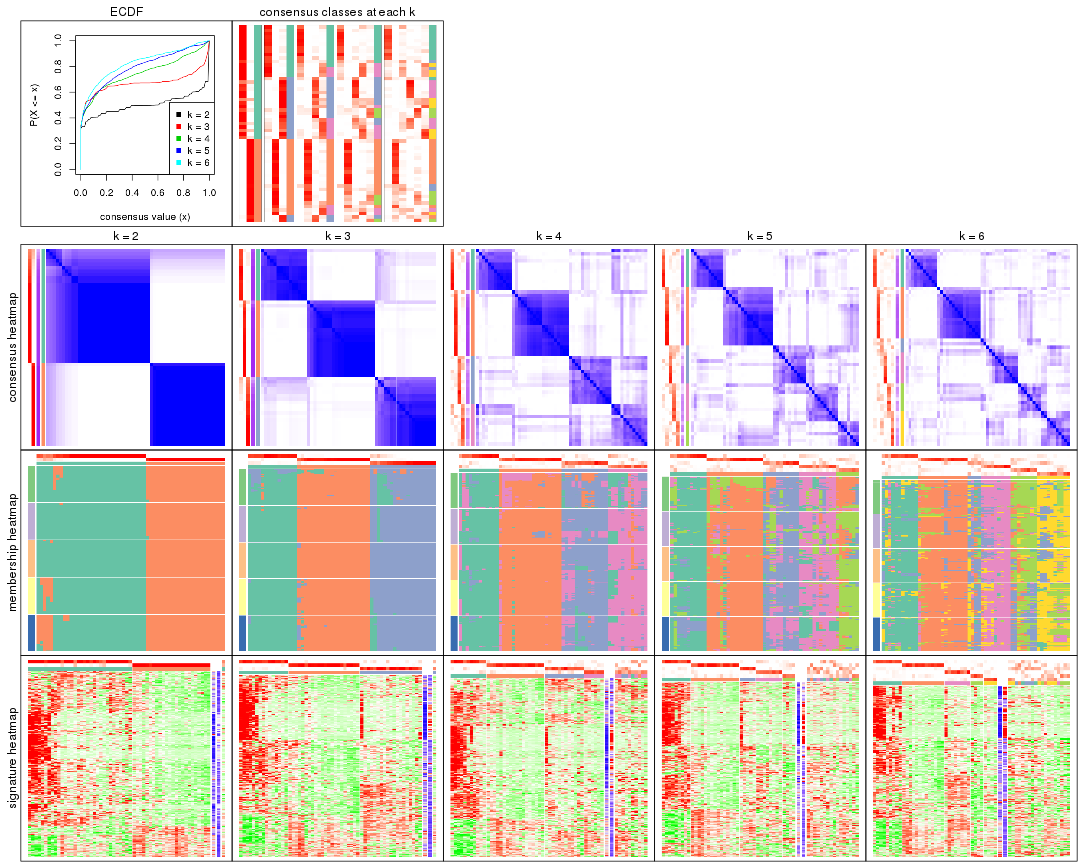 ECDF
consensus classes at each k
P(X <= x)
1.0
0.8
0.6
0.4
0.2
0.0
k = 2
k = 3
k = 4
k = 5
k = 6
0.0 0.2 0.4 0.6 0.8 1.0
consensus value (x)
k = 2
k = 3
k = 4
k = 5
k = 6
consensus heatmap
membership heatmap
signature heatmap